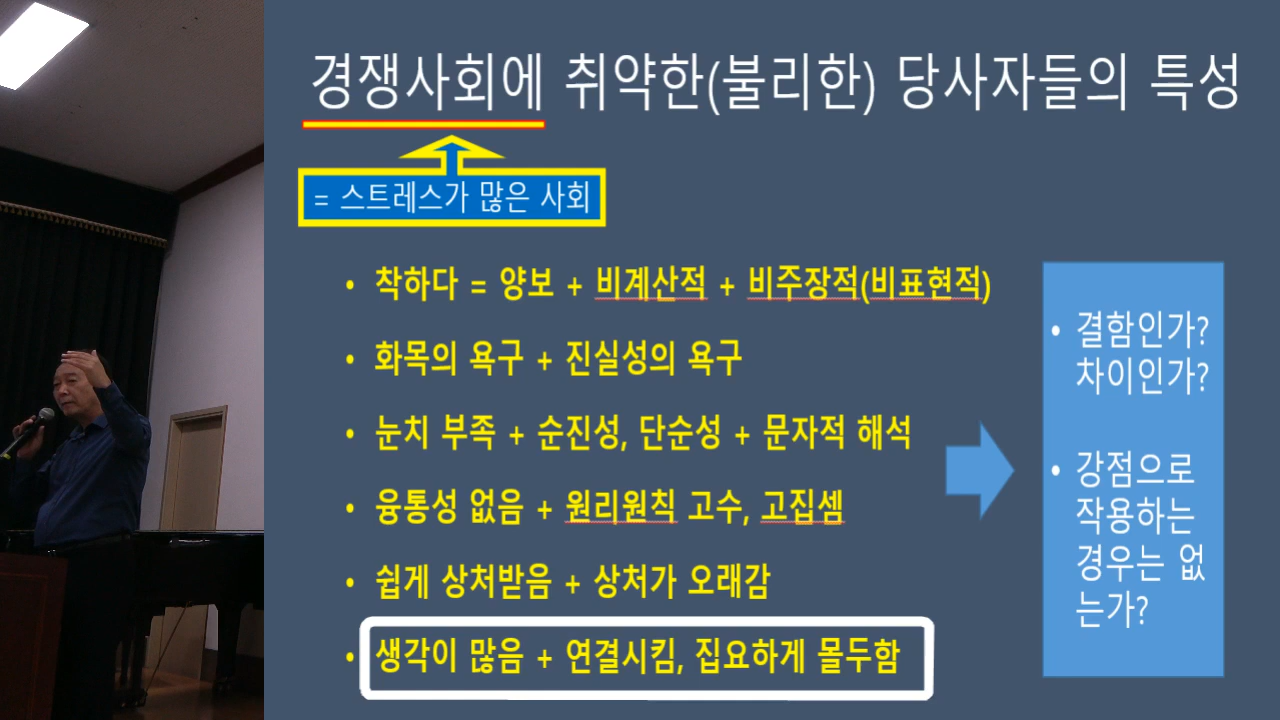 경쟁사회에 취약한(불리한) 당사자들의 특성
= 스트레스가 많은 사회
• 착하다 = 양보 + 비계산적 + 비주장적(비표현적)
• 화목의 욕구 + 진실성의 욕구
• 눈치 부족 + 순진성, 단순성 + 문자적 해석
• 융통성 없음 + 원리원칙 고수, 고집셈
• 쉽게 상처받음 + 상처가 오래감
• 생각이 많음 + 연결시킴, 집요하게 몰두함
• 결함인가?
차이인가?
• 강점으로
작용하는
경우는 없
는가?